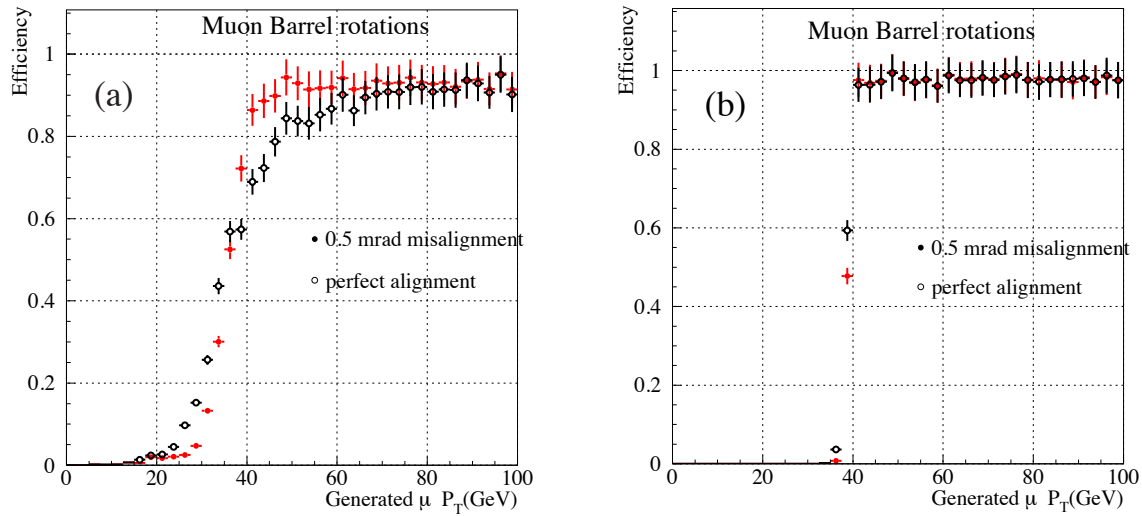 Muon Barrel rotations
Efficiency
(a)
1
0.8
0.6
0.4
0.2
0
0.5 mrad misalignment
perfect alignment
0 20 40 60 80 100
Generated μ P_T(GeV)
Muon Barrel rotations
Efficiency
(b)
1
0.8
0.6
0.4
0.2
0
0.5 mrad misalignment
perfect alignment
0 20 40 60 80 100
Generated μ P_T(GeV)